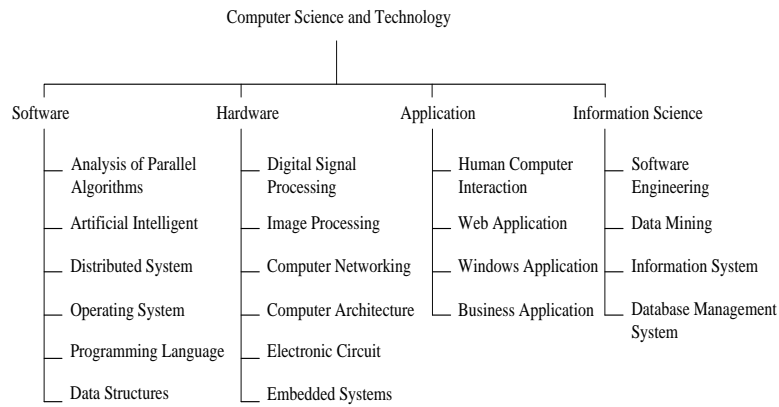 Computer Science and Technology
Software
Hardware
Application
Information Science
Analysis of Parallel
Algorithms
Artificial Intelligent
Distributed System
Operating System
Programming Language
Data Structures
Digital Signal
Processing
Image Processing
Computer Networking
Computer Architecture
Electronic Circuit
Embedded Systems
Human Computer
Interaction
Web Application
Windows Application
Business Application
Software
Engineering
Data Mining
Information System
Database Management
System